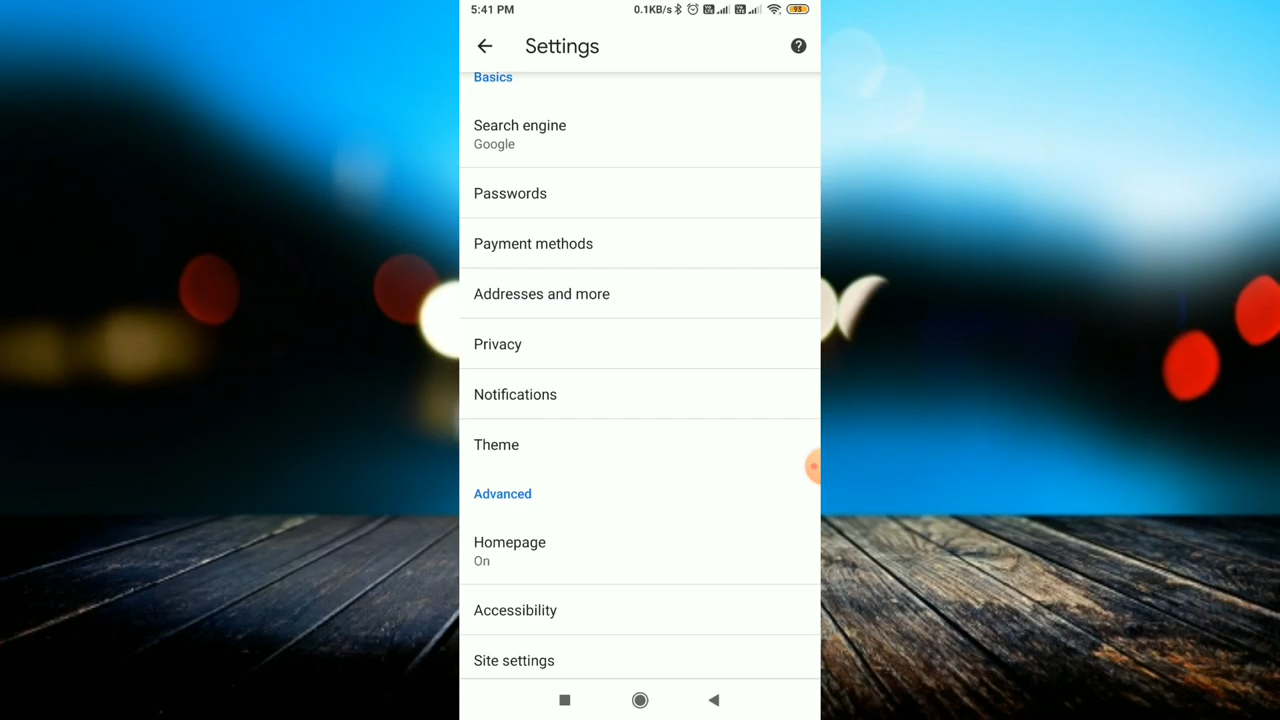 5:41 PM 0.1KB/s 93
Settings
Basics
Search engine
Google
Passwords
Payment methods
Addresses and more
Privacy
Notifications
Theme
Advanced
Homepage
On
Accessibility
Site settings